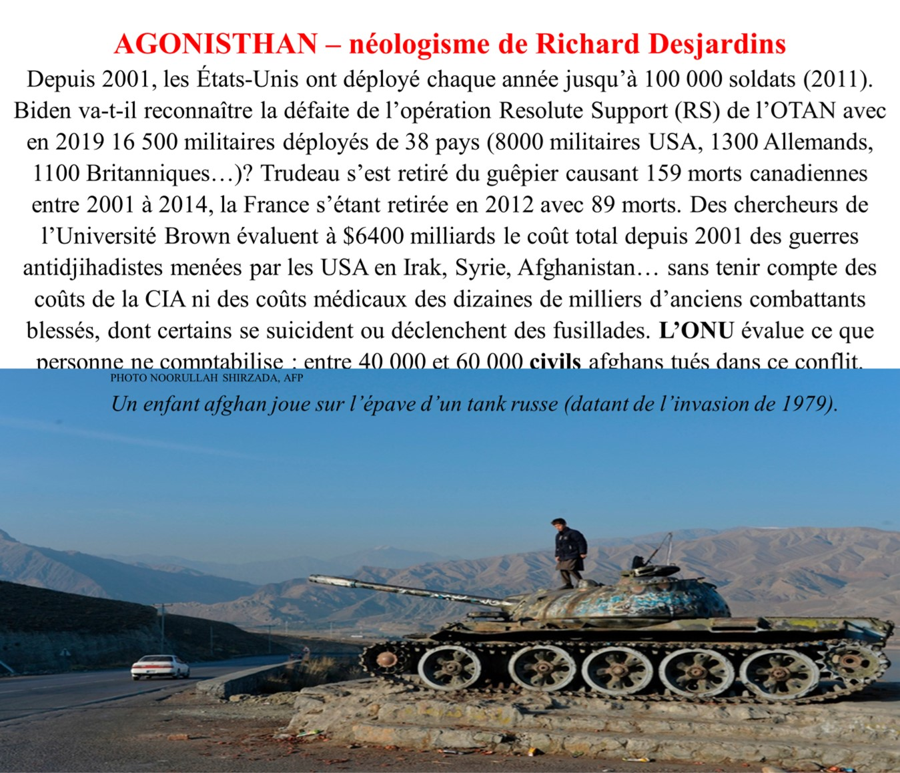 AGONISTHAN – néologisme de Richard Desjardins
Depuis 2001, les États-Unis ont déployé chaque année jusqu’à 100 000 soldats (2011).
Biden va-t-il reconnaître la défaite de l’opération Resolute Support (RS) de l’OTAN avec
en 2019 16 500 militaires déployés de 38 pays (8000 militaires USA, 1300 Allemands,
1100 Britanniques…)? Trudeau s’est retiré du guêpier causant 159 morts canadiennes
entre 2001 à 2014, la France s’étant retirée en 2012 avec 89 morts. Des chercheurs de
l’Université Brown évaluent à $6400 milliards le coût total depuis 2001 des guerres
antidjihadistes menées par les USA en Irak, Syrie, Afghanistan… sans tenir compte des
coûts de la CIA ni des coûts médicaux des dizaines de milliers d’anciens combattants
blessés, dont certains se suicident ou déclenchent des fusillades. L’ONU évalue ce que
personne ne comptabilise : entre 40 000 et 60 000 civils afghans tués dans ce conflit.
PHOTO NOORULLAH SHIRZADA, AFP
Un enfant afghan joue sur l’épave d’un tank russe (datant de l’invasion de 1979).